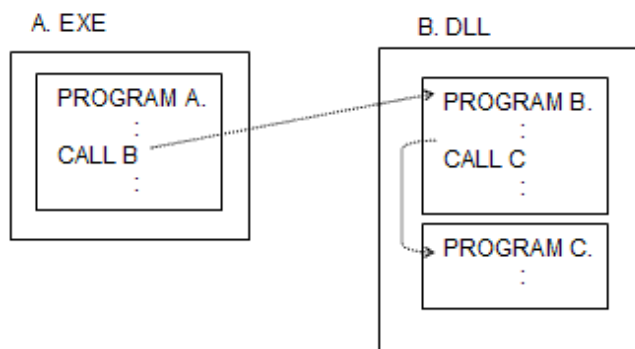 A. EXE
PROGRAM A.
:
CALL B
:
B. DLL
PROGRAM B.
:
CALL C
:
PROGRAM C.
: